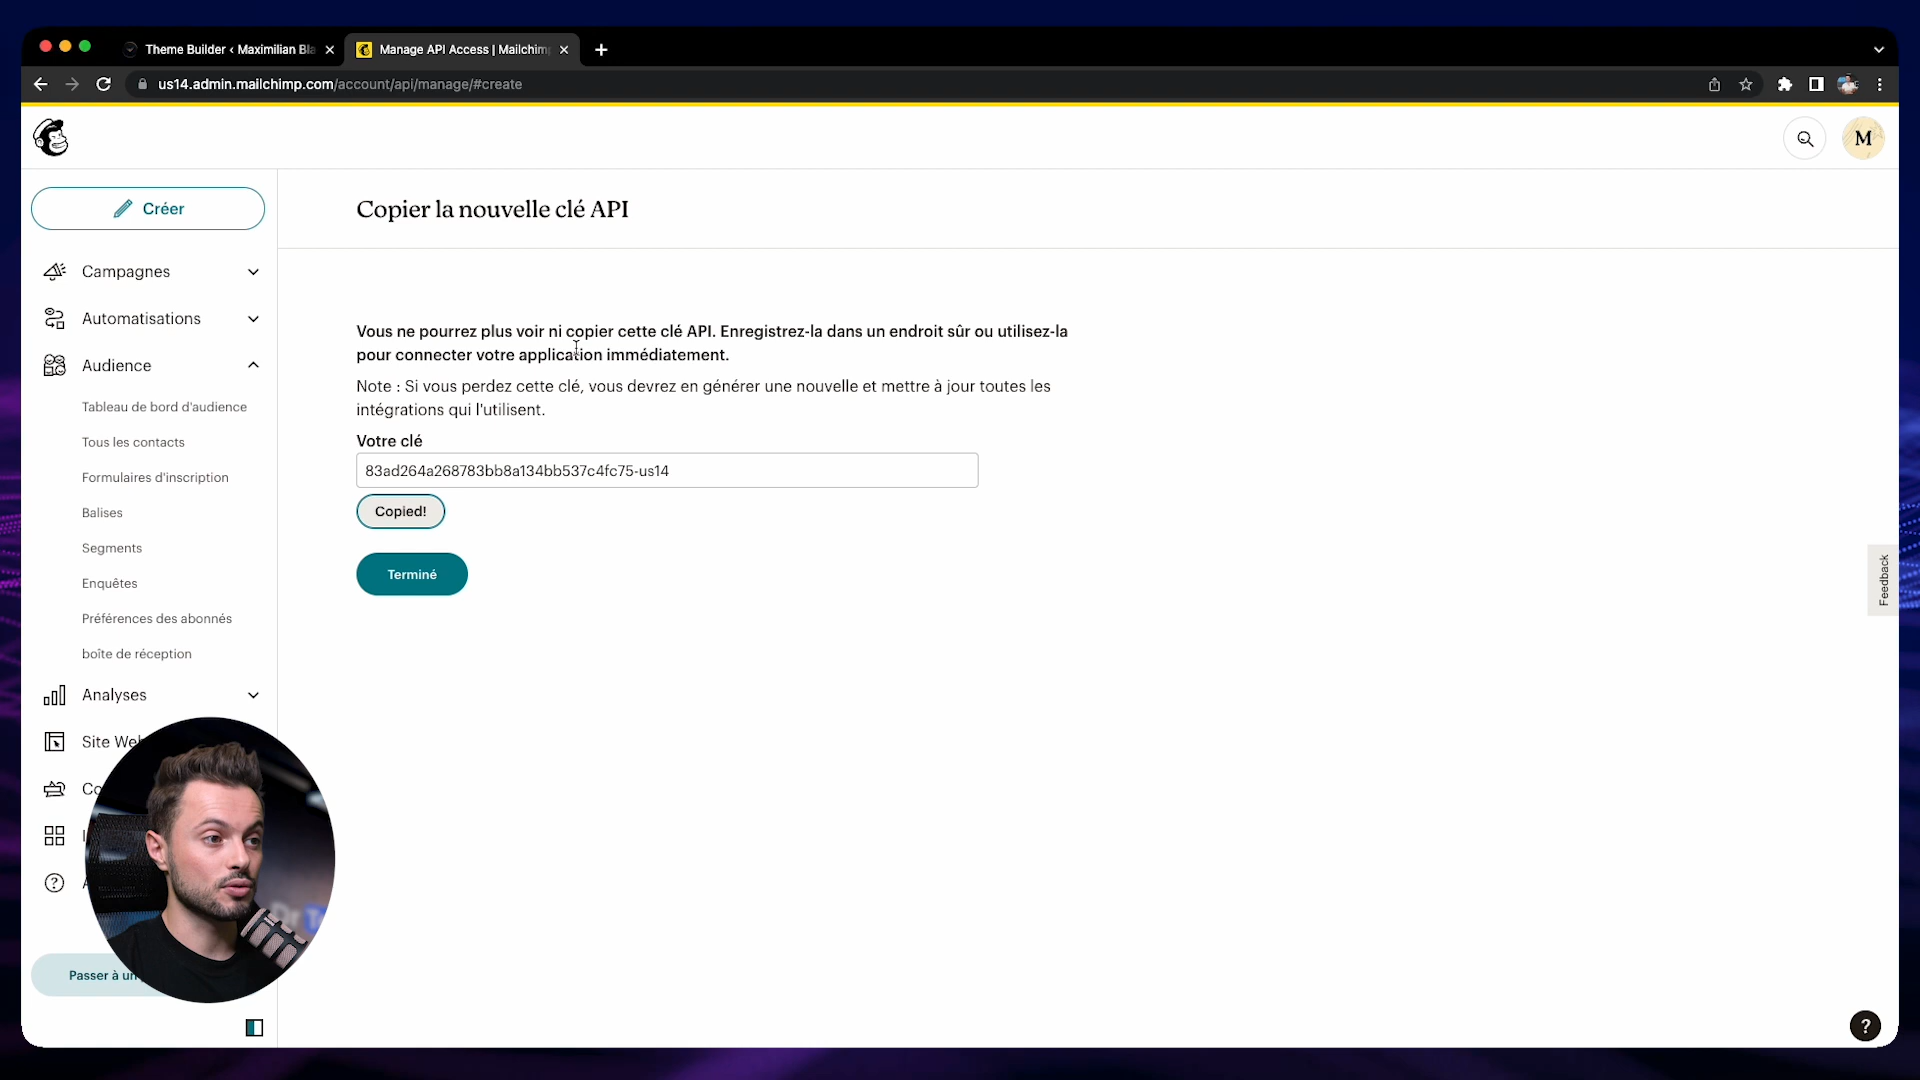 Theme Builder ‹ Maximilian Bla
Manage API Access | Mailchimp
us14.admin.mailchimp.com/account/api/manage/#create
M
Créer
Copier la nouvelle clé API
Campagnes
Automatisations
Audience
Tableau de bord d'audience
Tous les contacts
Formulaires d'inscription
Balises
Segments
Enquêtes
Préférences des abonnés
boîte de réception
Analyses
Site Web
Co
Passer à un
Vous ne pourrez plus voir ni copier cette clé API. Enregistrez-la dans un endroit sûr ou utilisez-la
pour connecter votre application immédiatement.
Note : Si vous perdez cette clé, vous devrez en générer une nouvelle et mettre à jour toutes les
intégrations qui l'utilisent.
Votre clé
83ad264a268783bb8a134bb537c4fc75-us14
Copied!
Terminé
Feedback
?